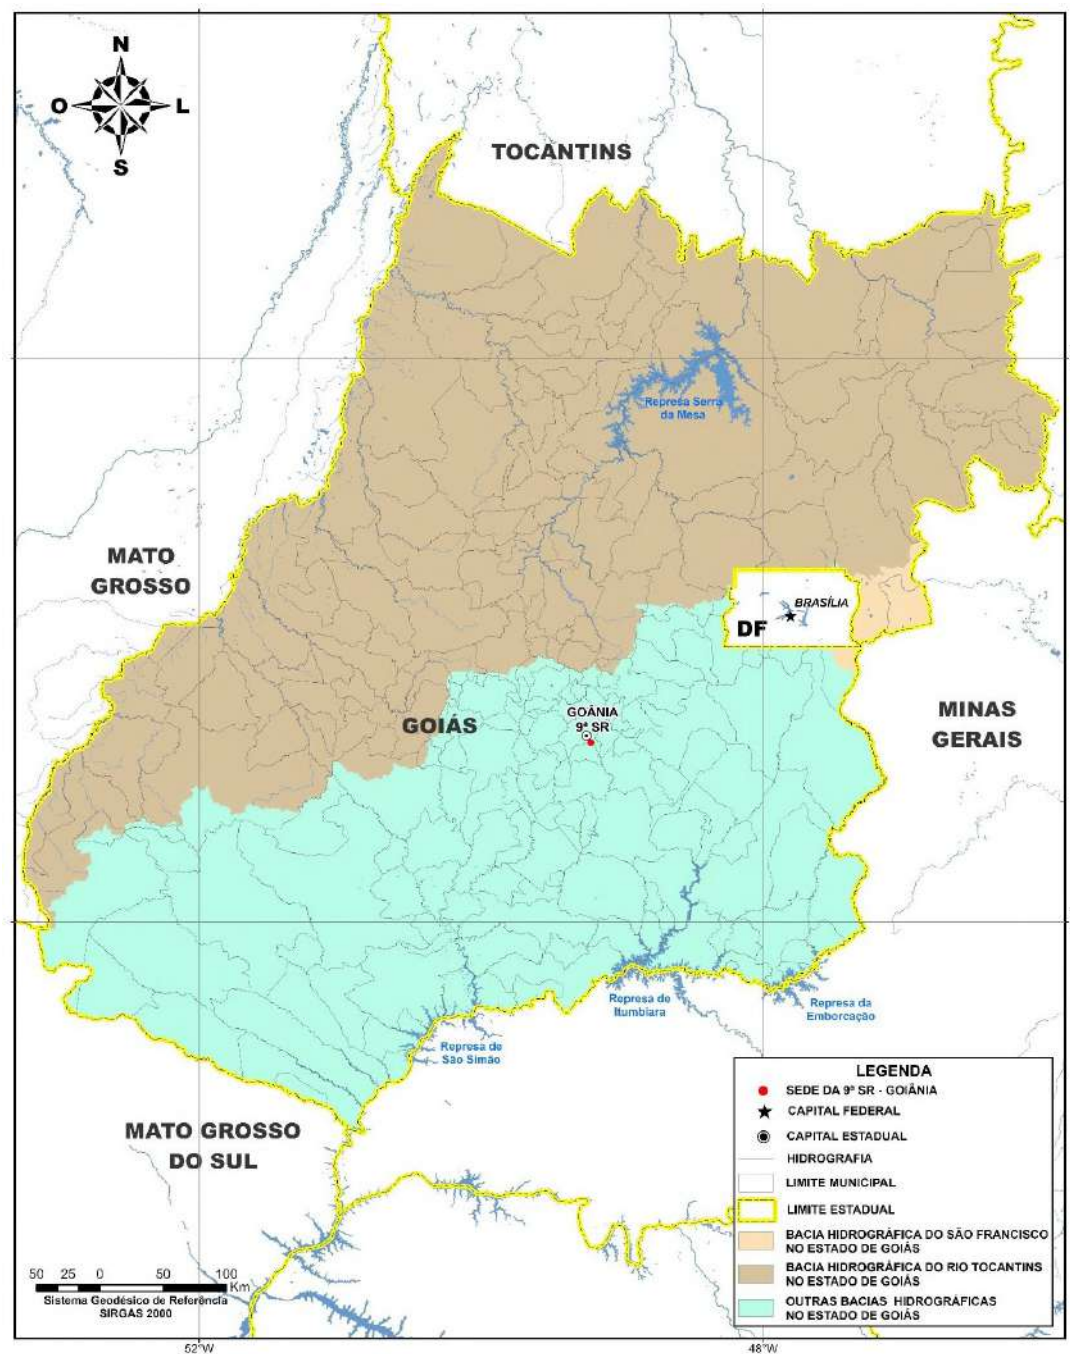 N
O
L
S
TOCANTINS
Represa Serra
da Mesa
MATO
GROSSO
BRASÍLIA
DF
GOIÁS
GOÂNIA
9ª SR
MINAS
GERAIS
Represa de
Itumbiara
Represa da
Emborcação
Represa de
São Simão
MATO GROSSO
DO SUL
LEGENDA
SEDE DA 9ª SR - GOIÂNIA
CAPITAL FEDERAL
CAPITAL ESTADUAL
HIDROGRAFIA
LIMITE MUNICIPAL
LIMITE ESTADUAL
BACIA HIDROGRÁFICA DO SÃO FRANCISCO
NO ESTADO DE GOIÁS
BACIA HIDROGRÁFICA DO RIO TOCANTINS
NO ESTADO DE GOIÁS
OUTRAS BACIAS HIDROGRÁFICAS
NO ESTADO DE GOIÁS
50 25 0 50 100
Km
Sistema Geodésico de Referência
SIRGAS 2000
52°W
48°W